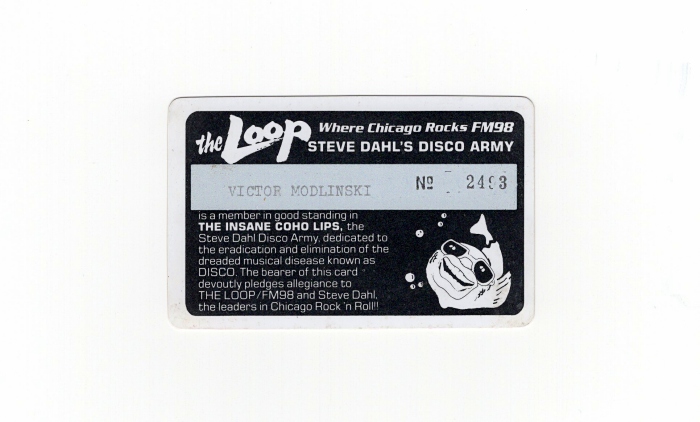 the Loop Where Chicago Rocks FM98
STEVE DAHL'S DISCO ARMY
VICTOR MODLINSKI Nº 2493
is a member in good standing in
THE INSANE COHO LIPS, the
Steve Dahl Disco Army, dedicated to
the eradication and elimination of the
dreaded musical disease known as
DISCO. The bearer of this card
devoutly pledges allegiance to
THE LOOP/FM98 and Steve Dahl,
the leaders in Chicago Rock 'n Roll!!